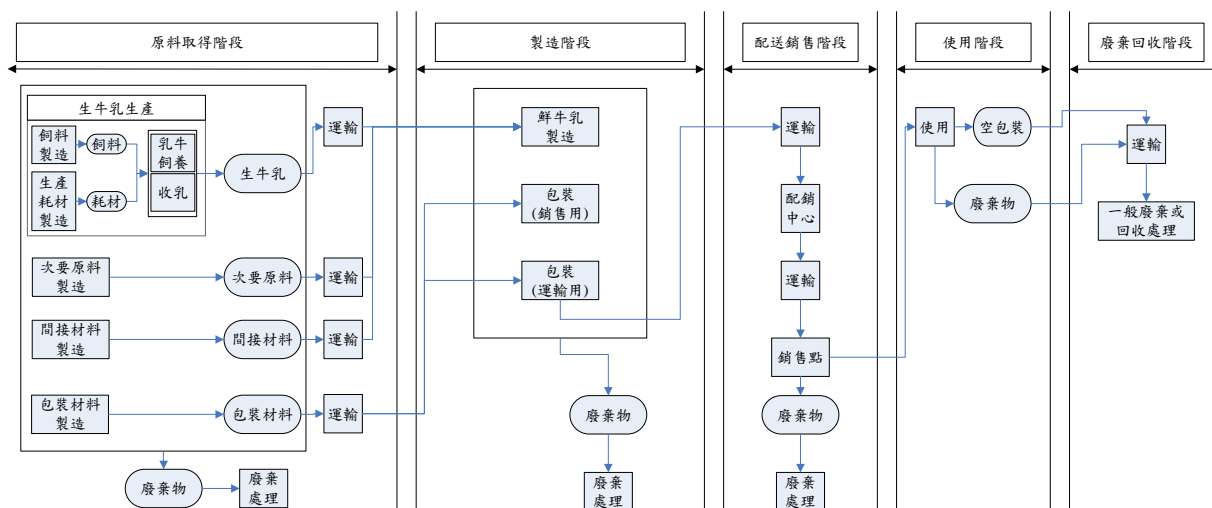 原料取得階段
製造階段
配送銷售階段
使用階段
廢棄回收階段
生牛乳生產
飼料
製造
飼料
生產
耗材
製造
耗材
乳牛
飼養
收乳
生牛乳
運輸
次要原料
製造
次要原料
運輸
間接材料
製造
間接材料
運輸
包裝材料
製造
包裝材料
運輸
廢棄物
廢棄
處理
鮮牛乳
製造
包裝
(銷售用)
包裝
(運輸用)
廢棄物
廢棄
處理
運輸
配銷
中心
運輸
銷售點
廢棄物
廢棄
處理
使用
空包裝
廢棄物
運輸
一般廢棄或
回收處理